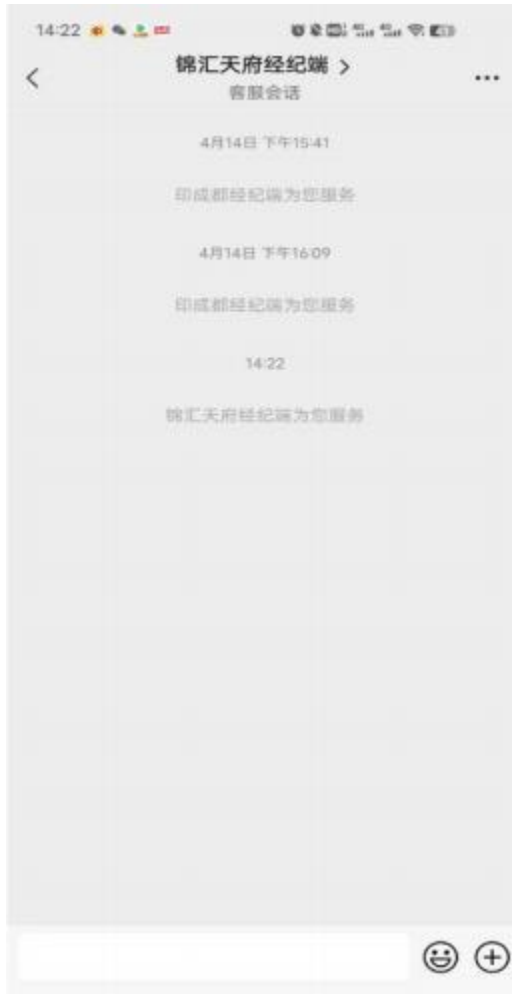 14:22
锦汇天府经纪端 >
客服会话
4月14日 下午15:41
印成都经纪端为您服务
4月14日 下午16:09
印成都经纪端为您服务
14:22
锦汇天府经纪端为您服务